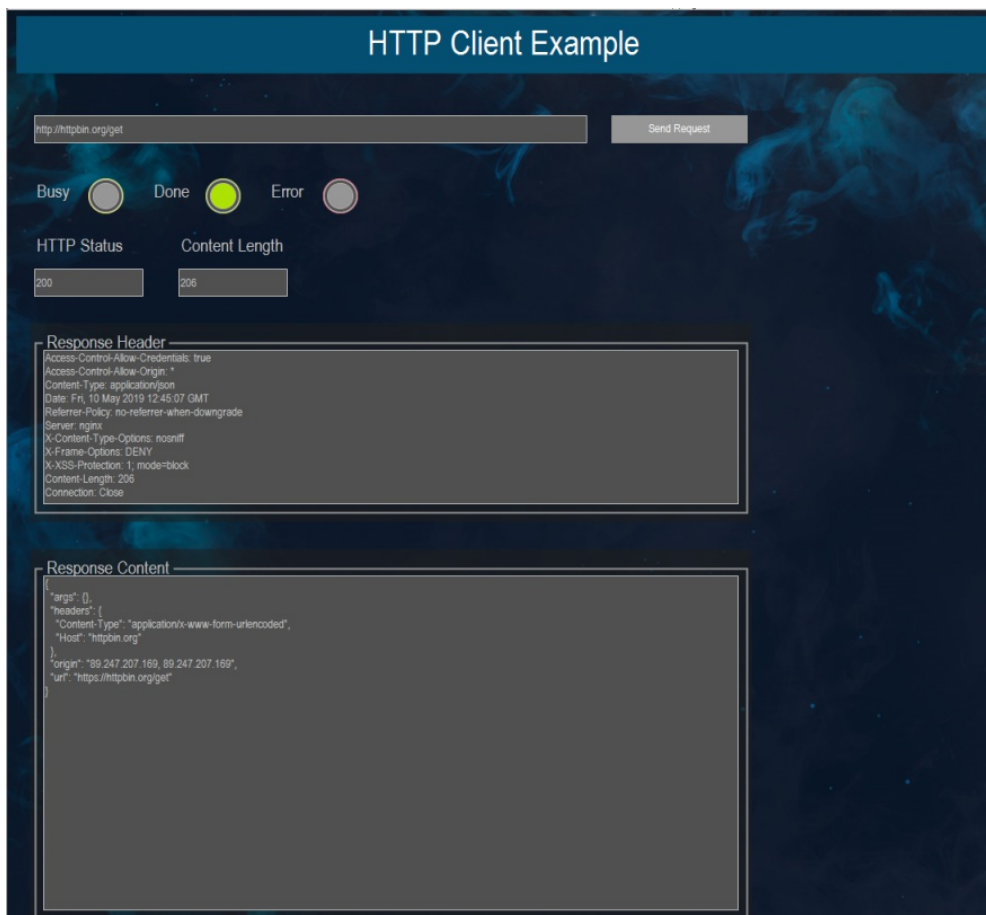 HTTP Client Example
http://httpbin.org/get
Send Request
Busy Done Error
HTTP Status Content Length
200 206
Response Header
Access-Control-Allow-Credentials: true
Access-Control-Allow-Origin: *
Content-Type: application/json
Date: Fri, 10 May 2019 12:45:07 GMT
Referrer-Policy: no-referrer-when-downgrade
Server: nginx
X-Content-Type-Options: nosniff
X-Frame-Options: DENY
X-XSS-Protection: 1; mode=block
Content-Length: 206
Connection: Close
Response Content
{
"args": {},
"headers": {
"Content-Type": "application/x-www-form-urlencoded",
"Host": "httpbin.org"
},
"origin": "89.247.207.169, 89.247.207.169",
"url": "https://httpbin.org/get"
}